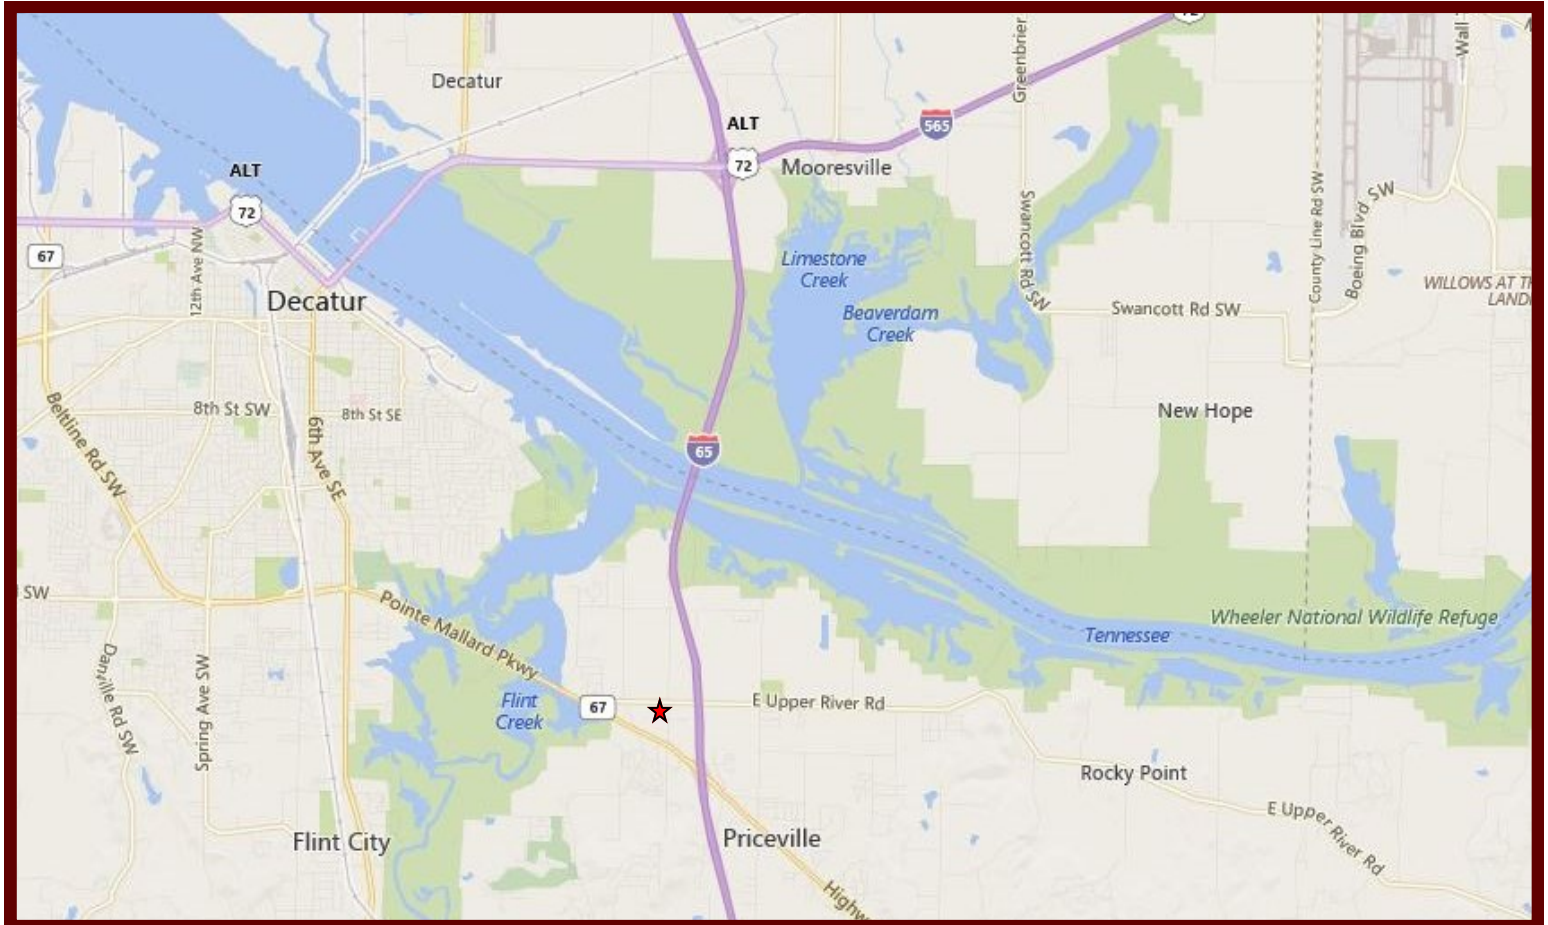 72
Greenbrier
Wall
Decatur
ALT
565
72
Mooresville
ALT
72
67
12th Ave NW
Swancott Rd SW
County Line Rd SW
Boeing Blvd SW
Limestone
Creek
WILLOWS AT TH
LANDI
Decatur
Beaverdam
Creek
Swancott Rd SW
Beltline Rd SW
8th St SW
8th St SE
6th Ave SE
New Hope
65
SW
Pointe Mallard Pkwy
Wheeler National Wildlife Refuge
Tennessee
Danville Rd SW
Spring Ave SW
Flint
Creek
67
E Upper River Rd
Rocky Point
E Upper River Rd
Flint City
Priceville
Highw